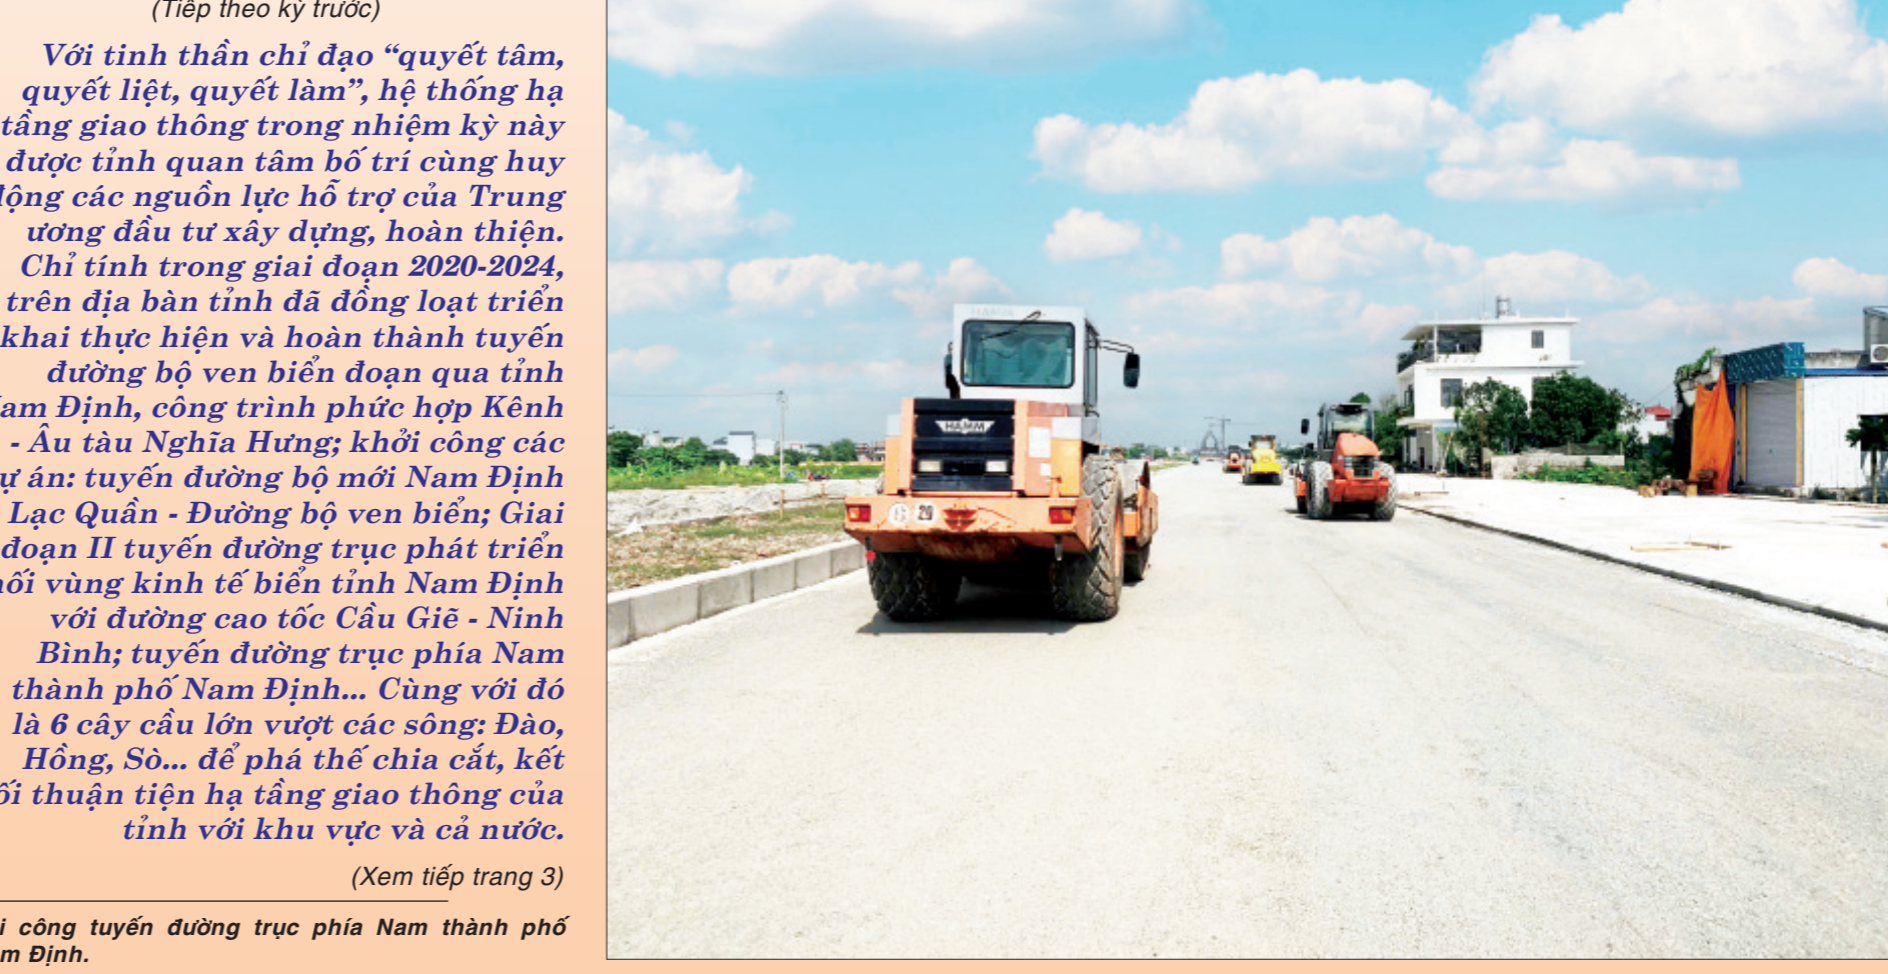 (Tiếp theo kỳ trước)
Với tinh thần chỉ đạo “quyết tâm,
quyết liệt, quyết làm”, hệ thống hạ
tầng giao thông trong nhiệm kỳ này
được tỉnh quan tâm bố trí cùng huy
các nguồn lực hỗ trợ của Trung
ương đầu tư xây dựng, hoàn thiện.
Chỉ tính trong giai đoạn 2020-2024,
trên địa bàn tỉnh đã đồng loạt triển
khai thực hiện và hoàn thành tuyến
đường bộ ven biển đoạn qua tỉnh
Định, công trình phức hợp Kênh
- Âu tàu Nghĩa Hưng; khởi công các
án: tuyến đường bộ mới Nam Định
Lạc Quần - Đường bộ ven biển; Giai
đoạn II tuyến đường trục phát triển
vùng kinh tế biển tỉnh Nam Định
với đường cao tốc Cầu Giẽ - Ninh
Bình; tuyến đường trục phía Nam
thành phố Nam Định... Cùng với đó
là 6 cây cầu lớn vượt các sông: Đào,
Hồng, Sò... để phá thế chia cắt, kết
thuận tiện hạ tầng giao thông của
tỉnh với khu vực và cả nước.
(Xem tiếp trang 3)
công tuyến đường trục phía Nam thành phố
Định.
HAMM
20